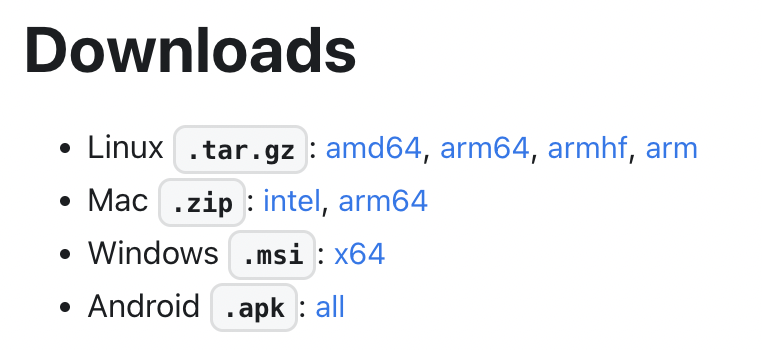 Downloads
• Linux .tar.gz: amd64, arm64, armhf, arm
• Mac .zip: intel, arm64
• Windows .msi: x64
• Android .apk: all